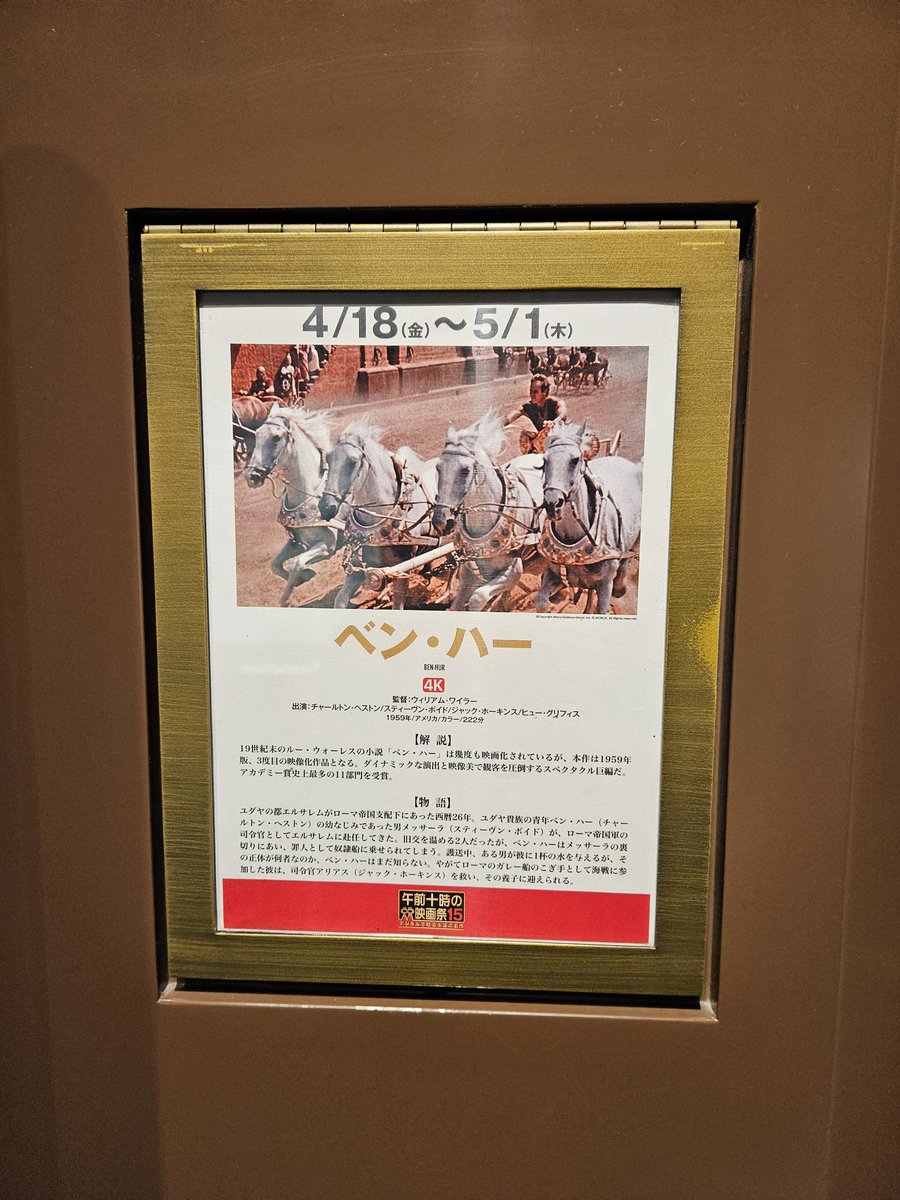 4/18(金)～5/1(木)
©Copyright Metro-Goldwyn-Mayer Inc. © MCMLIX. All Rights reserved.
ベン・ハー
BEN-HUR
4K
監督:ウィリアム・ワイラー
出演:チャールトン・ヘストン/スティーヴン・ボイド/ジャック・ホーキンス/ヒュー・グリフィス
1959年/アメリカ/カラー/222分
【解 説】
19世紀末のルー・ウォーレスの小説「ベン・ハー」は幾度も映画化されているが、本作は1959年
版、3度目の映像化作品となる。ダイナミックな演出と映像美で観客を圧倒するスペクタクル巨編だ。
アカデミー賞史上最多の11部門を受賞。
【物 語】
ユダヤの都エルサレムがローマ帝国支配下にあった西暦26年。ユダヤ貴族の青年ベン・ハー（チャー
ルトン・ヘストン）の幼なじみであった男メッサーラ（スティーヴン・ボイド）が、ローマ帝国軍の
司令官としてエルサレムに赴任してきた。旧交を温める2人だったが、ベン・ハーはメッサーラの裏
切りにあい、罪人として奴隷船に乗せられてしまう。護送中、ある男が彼に1杯の水を与えるが、そ
の正体が何者なのか、ベン・ハーはまだ知らない。やがてローマのガレー船のこぎ手として海戦に参
加した彼は、司令官アリアス（ジャック・ホーキンス）を救い、その養子に迎えられる。
午前十時の
映画祭15
デジタルで甦る永遠の名作